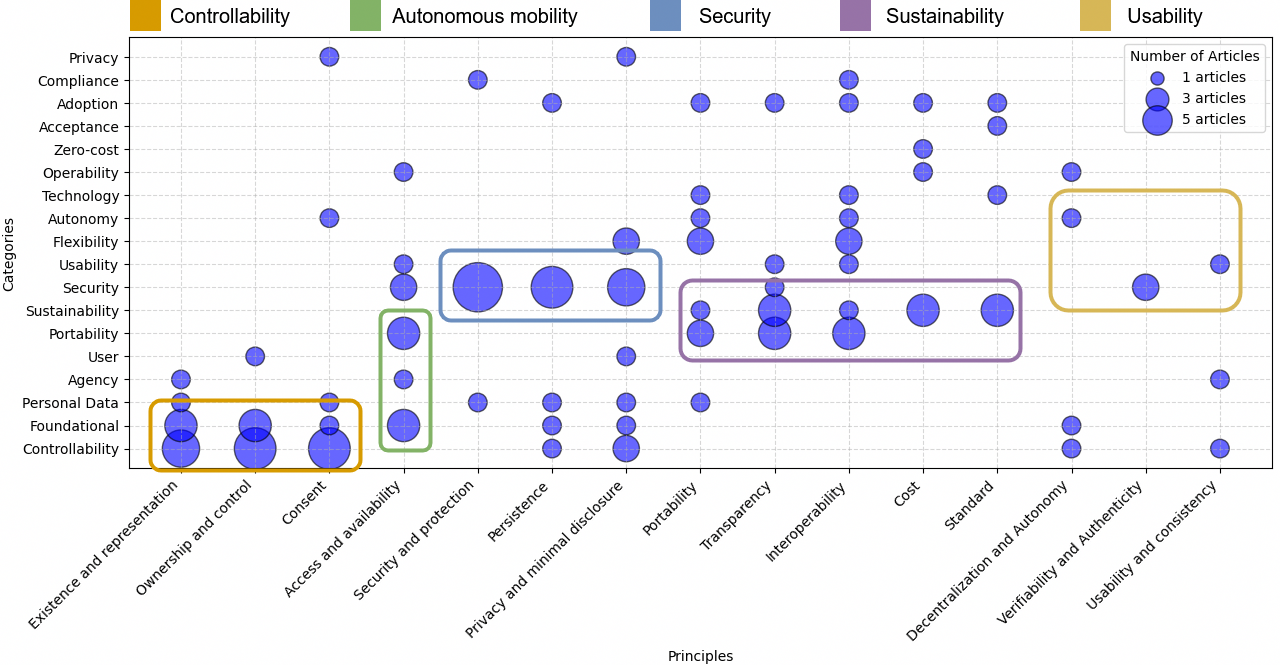 Controllability
Autonomous mobility
Security
Sustainability
Usability
Number of Articles
1 articles
3 articles
5 articles
Categories
Privacy
Compliance
Adoption
Acceptance
Zero-cost
Operability
Technology
Autonomy
Flexibility
Usability
Security
Sustainability
Portability
User
Agency
Personal Data
Foundational
Controllability
Existence and representation
Ownership and control
Consent
Access and availability
Security and protection
Persistence
Privacy and minimal disclosure
Portability
Transparency
Interoperability
Cost
Standard
Decentralization and Autonomy
Verifiability and Authenticity
Usability and consistency
Principles